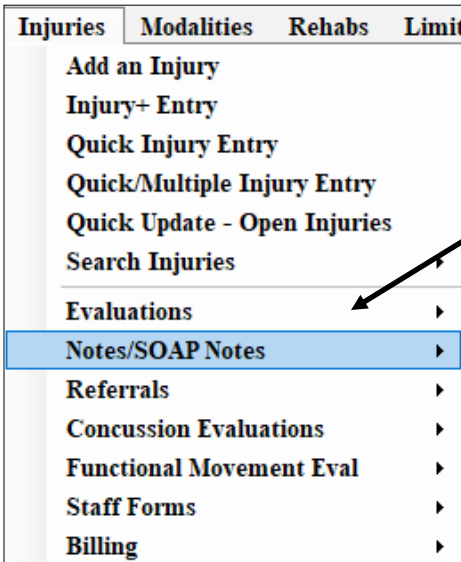 Injuries Modalities Rehabs Limit
Add an Injury
Injury+ Entry
Quick Injury Entry
Quick/Multiple Injury Entry
Quick Update - Open Injuries
Search Injuries
Evaluations
Notes/SOAP Notes
Referrals
Concussion Evaluations
Functional Movement Eval
Staff Forms
Billing